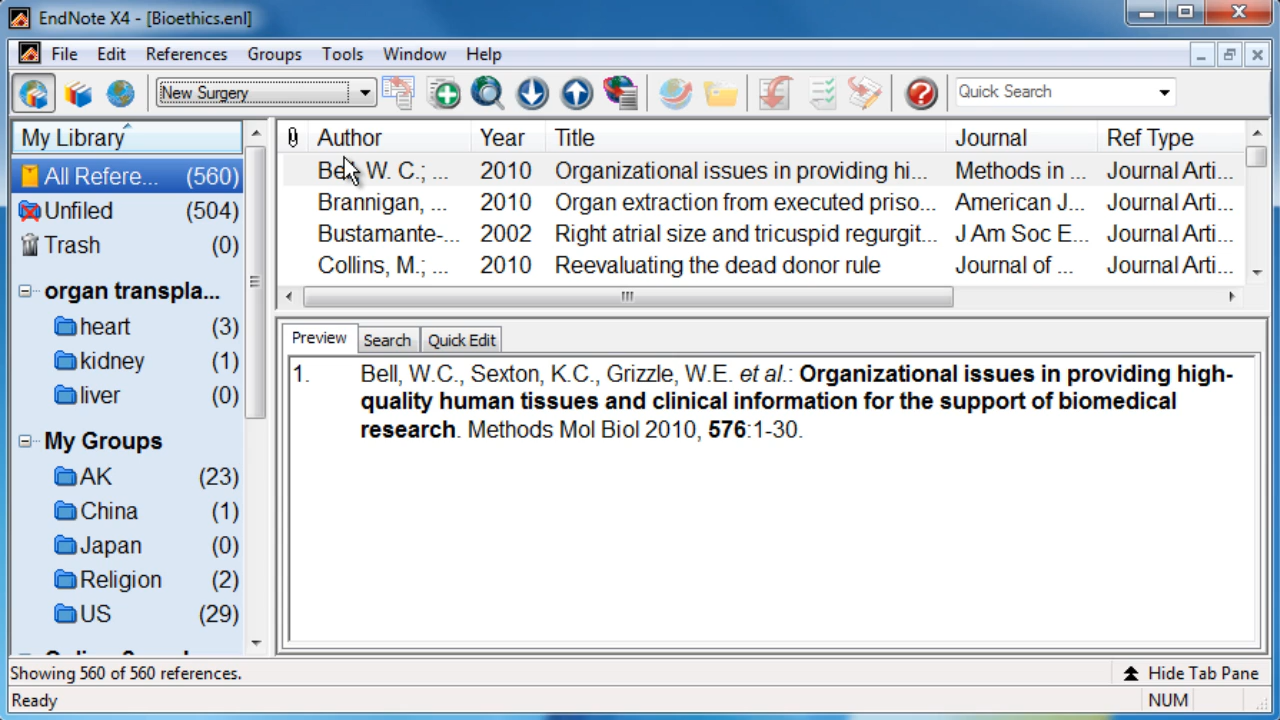 EndNote X4 - [Bioethics.enl]
File Edit References Groups Tools Window Help
New Surgery Quick Search
My Library
All Refere... (560)
Unfiled (504)
Trash (0)
organ transpla...
heart (3)
kidney (1)
liver (0)
My Groups
AK (23)
China (1)
Japan (0)
Religion (2)
US (29)
Author Year Title Journal Ref Type
Bell, W. C.; ... 2010 Organizational issues in providing hi... Methods in ... Journal Arti...
Brannigan, ... 2010 Organ extraction from executed priso... American J... Journal Arti...
Bustamante-... 2002 Right atrial size and tricuspid regurgit... J Am Soc E... Journal Arti...
Collins, M.; ... 2010 Reevaluating the dead donor rule Journal of ... Journal Arti...
Preview Search Quick Edit
1. Bell, W.C., Sexton, K.C., Grizzle, W.E. et al.: Organizational issues in providing high-
quality human tissues and clinical information for the support of biomedical
research. Methods Mol Biol 2010, 576:1-30.
Showing 560 of 560 references. Hide Tab Pane
Ready NUM